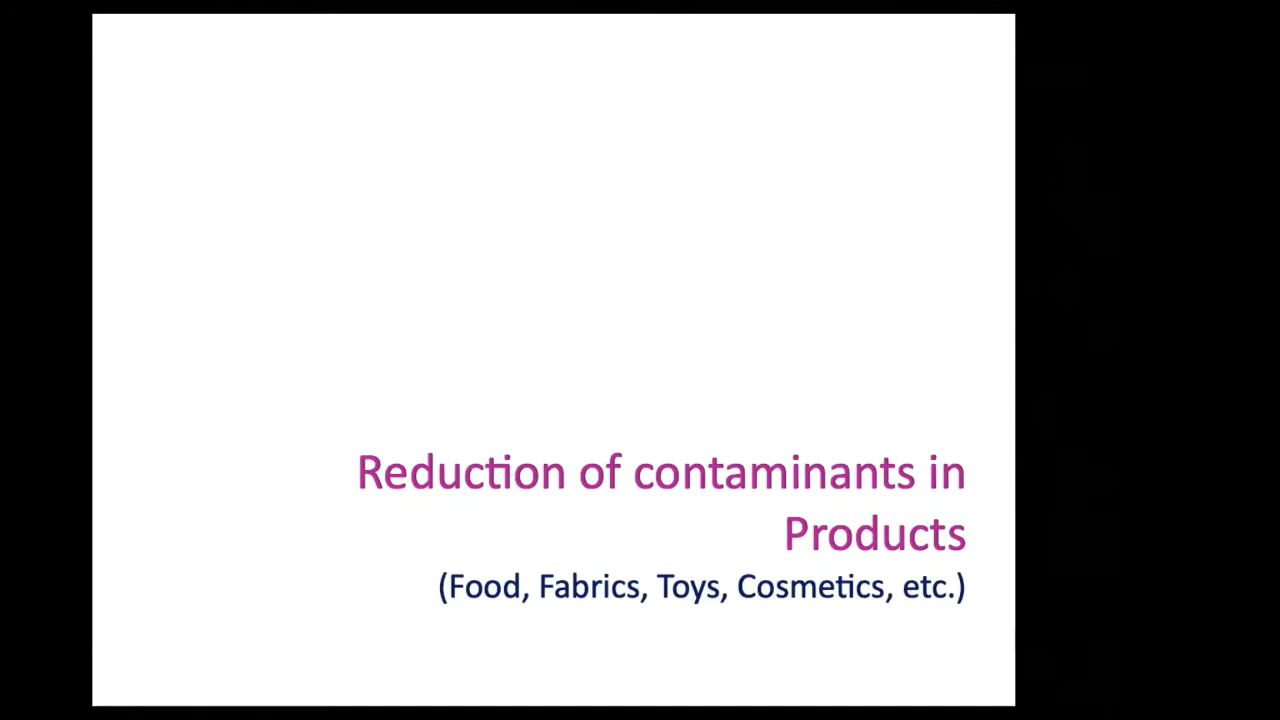 Reduction of contaminants in
Products
(Food, Fabrics, Toys, Cosmetics, etc.)